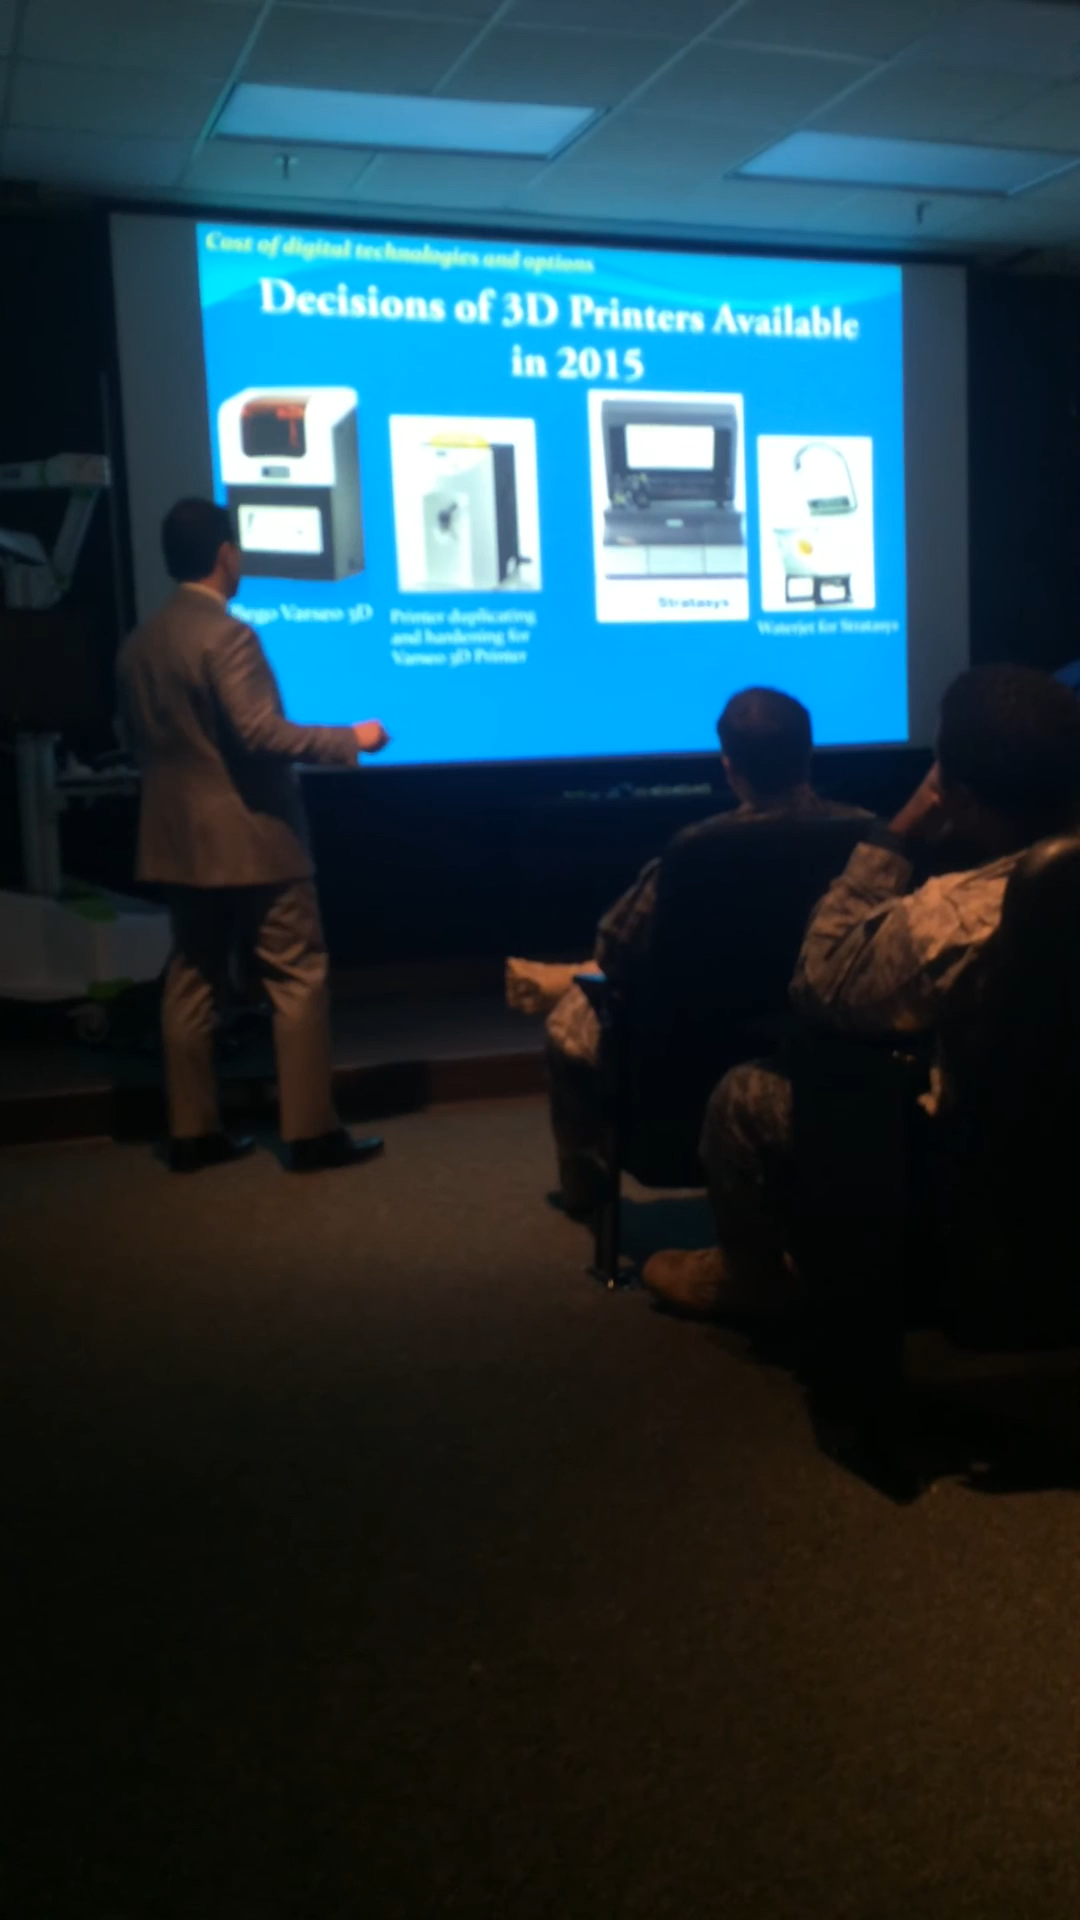 Cost of digital technologies and options
Decisions of 3D Printers Available
in 2015
Stratasys
Bego Varseo 3D
Printer duplicating
and hardening for
Varseo 3D Printer
Waterjet for Stratasys